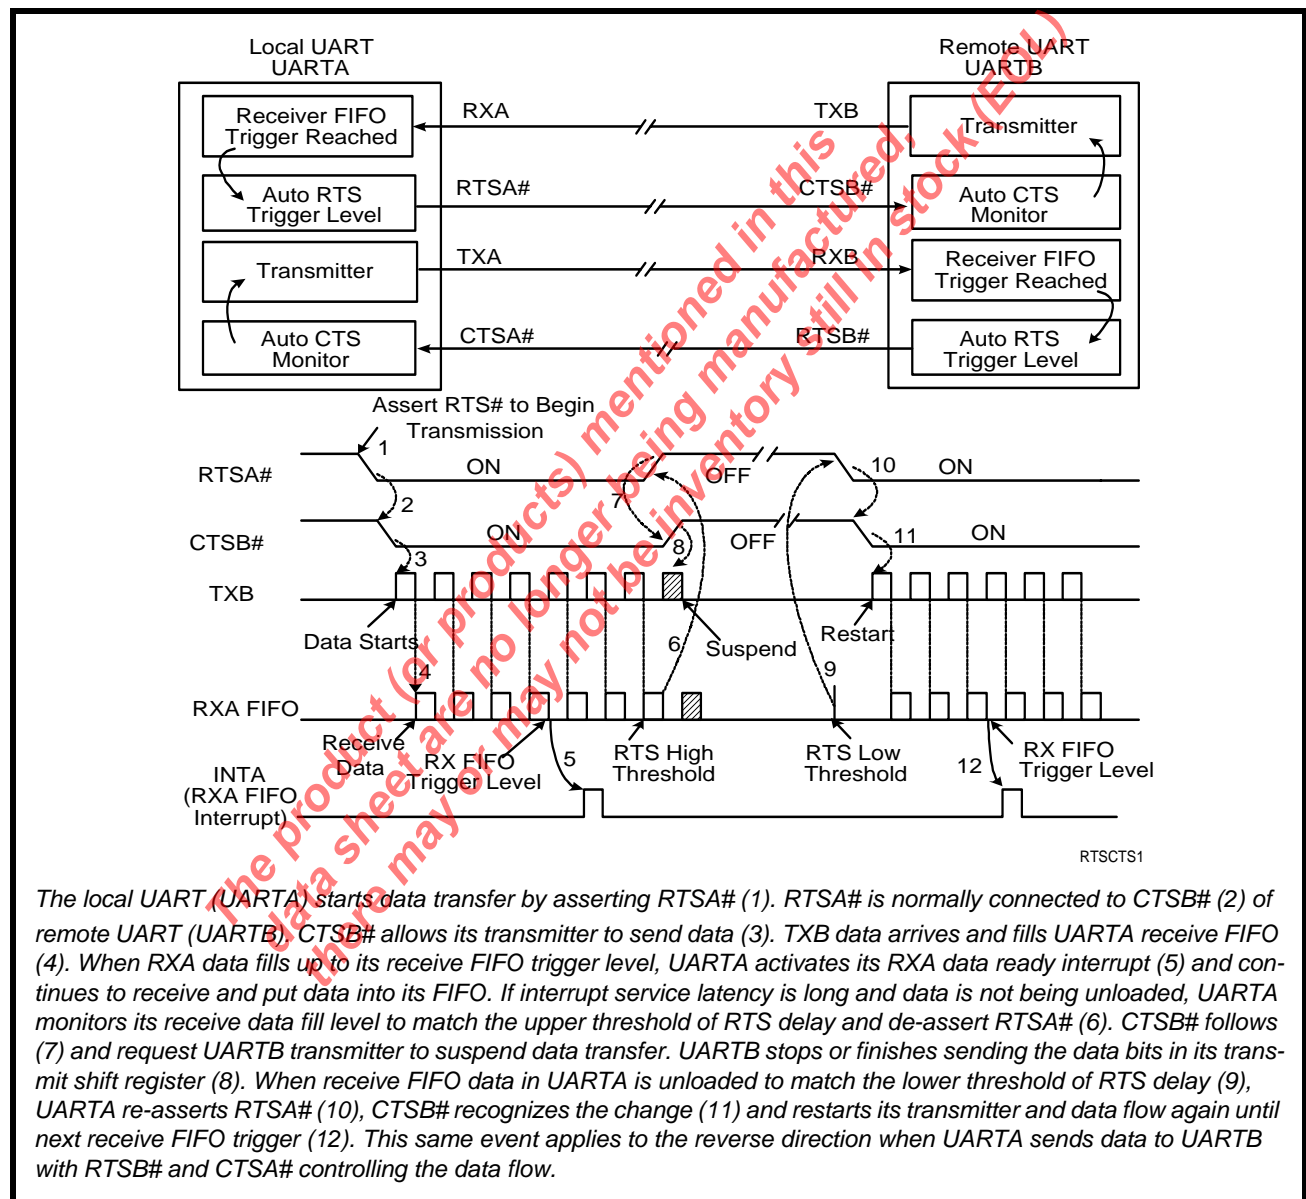 Local UART
UARTA
Remote UART
UARTB
Receiver FIFO
Trigger Reached
RXA
TXB
Transmitter
Auto RTS
Trigger Level
RTSA#
CTSB#
Auto CTS
Monitor
Transmitter
TXA
RXB
Receiver FIFO
Trigger Reached
Auto CTS
Monitor
CTSA#
RTSB#
Auto RTS
Trigger Level
Assert RTS# to Begin
Transmission
1
RTSA#
ON
7
OFF
10
ON
2
CTSB#
ON
8
OFF
11
ON
3
TXB
Data Starts
6
Suspend
Restart
4
9
RXA FIFO
Receive
Data
RX FIFO
Trigger Level
5
RTS High
Threshold
RTS Low
Threshold
12
RX FIFO
Trigger Level
INTA
(RXA FIFO
Interrupt)
RTSCTS1
The local UART (UARTA) starts data transfer by asserting RTSA# (1). RTSA# is normally connected to CTSB# (2) of
remote UART (UARTB). CTSB# allows its transmitter to send data (3). TXB data arrives and fills UARTA receive FIFO
(4). When RXA data fills up to its receive FIFO trigger level, UARTA activates its RXA data ready interrupt (5) and con-
tinues to receive and put data into its FIFO. If interrupt service latency is long and data is not being unloaded, UARTA
monitors its receive data fill level to match the upper threshold of RTS delay and de-assert RTSA# (6). CTSB# follows
(7) and request UARTB transmitter to suspend data transfer. UARTB stops or finishes sending the data bits in its trans-
mit shift register (8). When receive FIFO data in UARTA is unloaded to match the lower threshold of RTS delay (9),
UARTA re-asserts RTSA# (10), CTSB# recognizes the change (11) and restarts its transmitter and data flow again until
next receive FIFO trigger (12). This same event applies to the reverse direction when UARTA sends data to UARTB
with RTSB# and CTSA# controlling the data flow.
The product (or products) mentioned in this
data sheet are no longer being manufactured,
there may or may not be inventory still in stock (EOL)